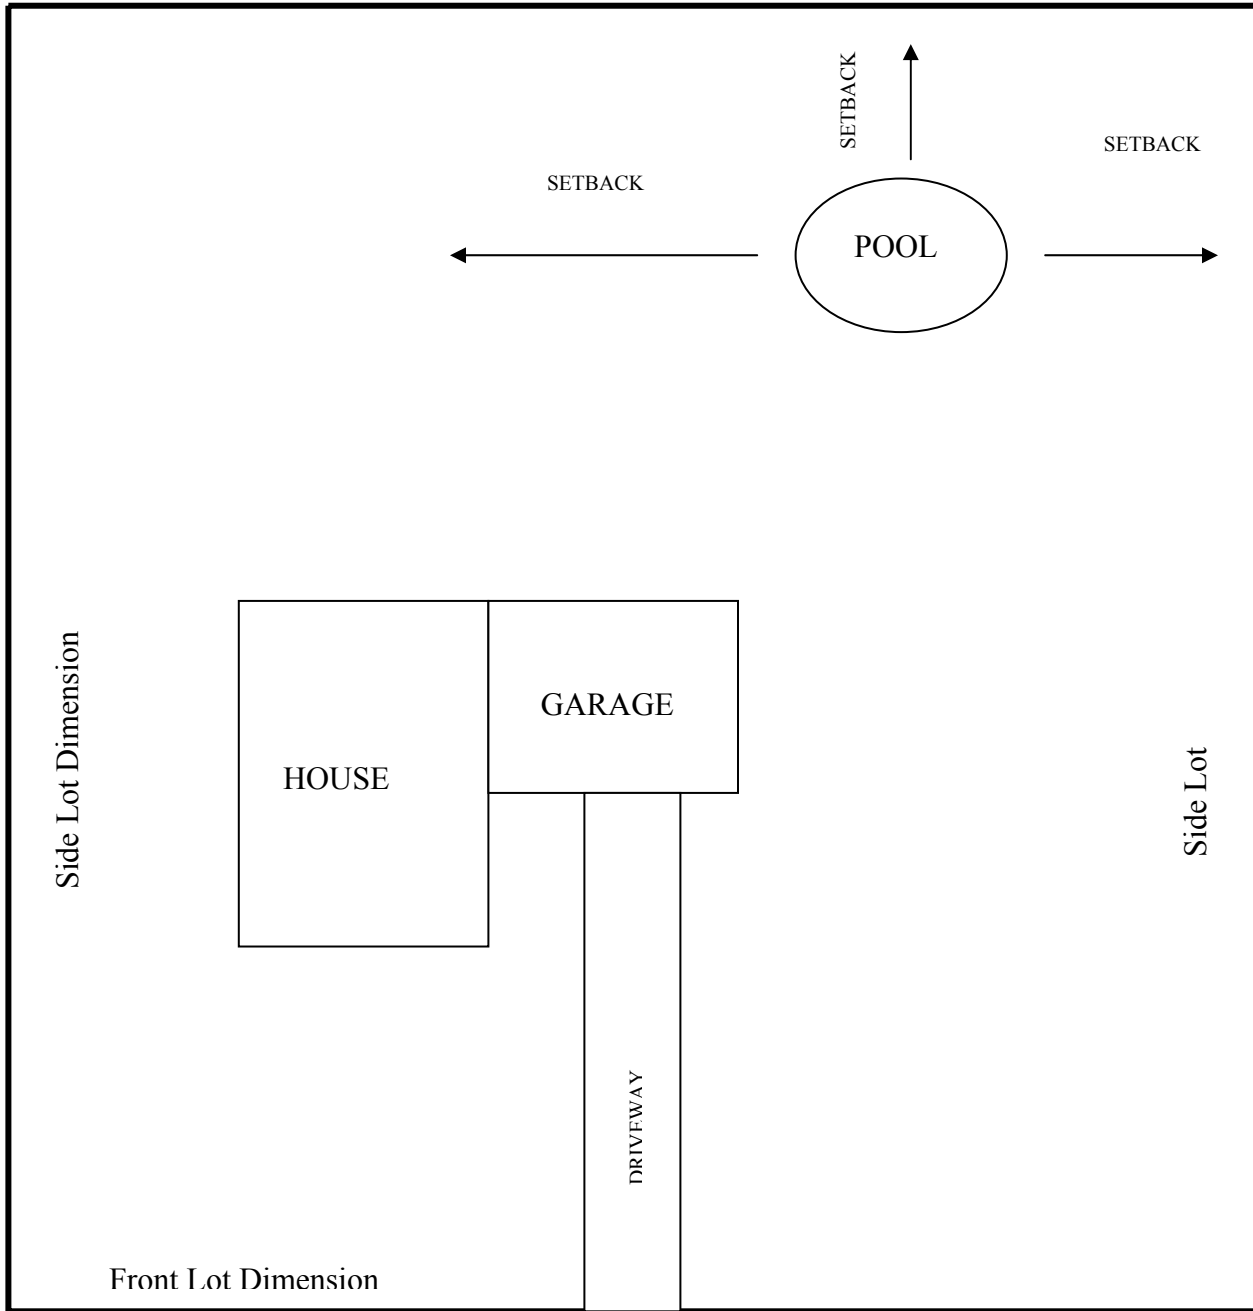 SETBACK
SETBACK
SETBACK
POOL
GARAGE
HOUSE
Side Lot Dimension
Side Lot
DRIVEWAY
Front Lot Dimension